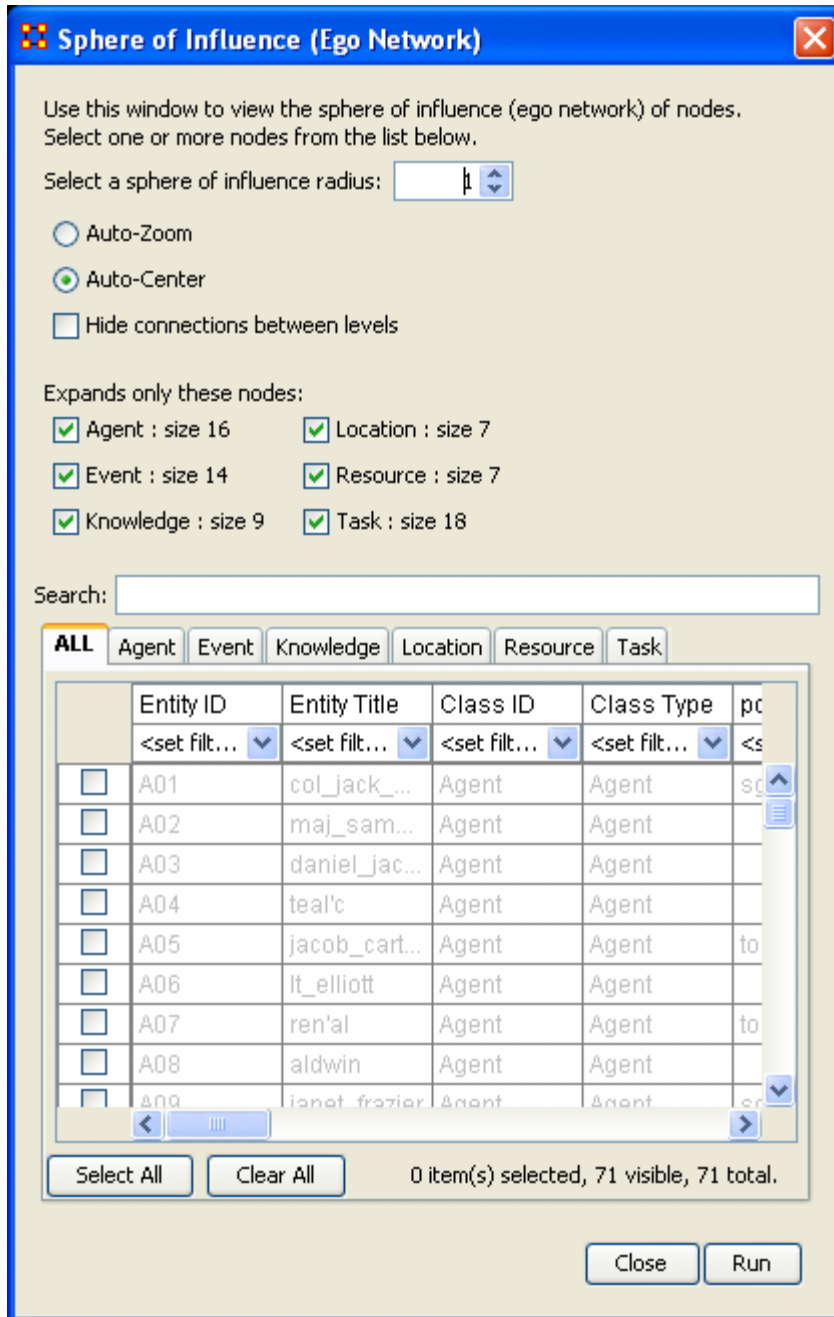 Sphere of Influence (Ego Network)
Use this window to view the sphere of influence (ego network) of nodes.
Select one or more nodes from the list below.
Select a sphere of influence radius: 1
Auto-Zoom
Auto-Center
Hide connections between levels
Expands only these nodes:
Agent : size 16 Location : size 7
Event : size 14 Resource : size 7
Knowledge : size 9 Task : size 18
Search:
ALL Agent Event Knowledge Location Resource Task
Entity ID Entity Title Class ID Class Type
<set filt... <set filt... <set filt... <set filt... <s
A01 col_jack_... Agent Agent
A02 maj_sam... Agent Agent
A03 daniel_jac... Agent Agent
A04 teal'c Agent Agent
A05 jacob_cart... Agent Agent to
A06 lt_elliott Agent Agent
A07 ren'al Agent Agent to
A08 aldwin Agent Agent
A09 janet_frazier Agent Agent
Select All Clear All 0 item(s) selected, 71 visible, 71 total.
Close Run